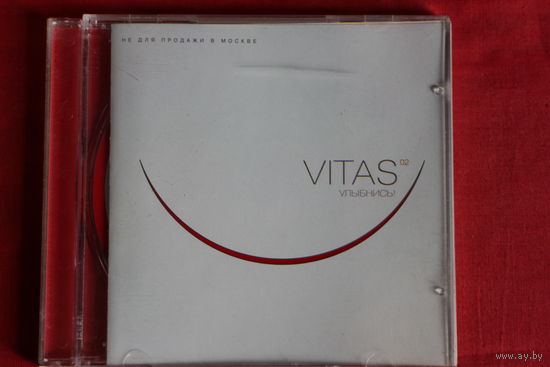 НЕ ДЛЯ ПРОДАЖИ В МОСКВЕ
VITAS 02
УЛЫБНИСЬ!
www.ay.by